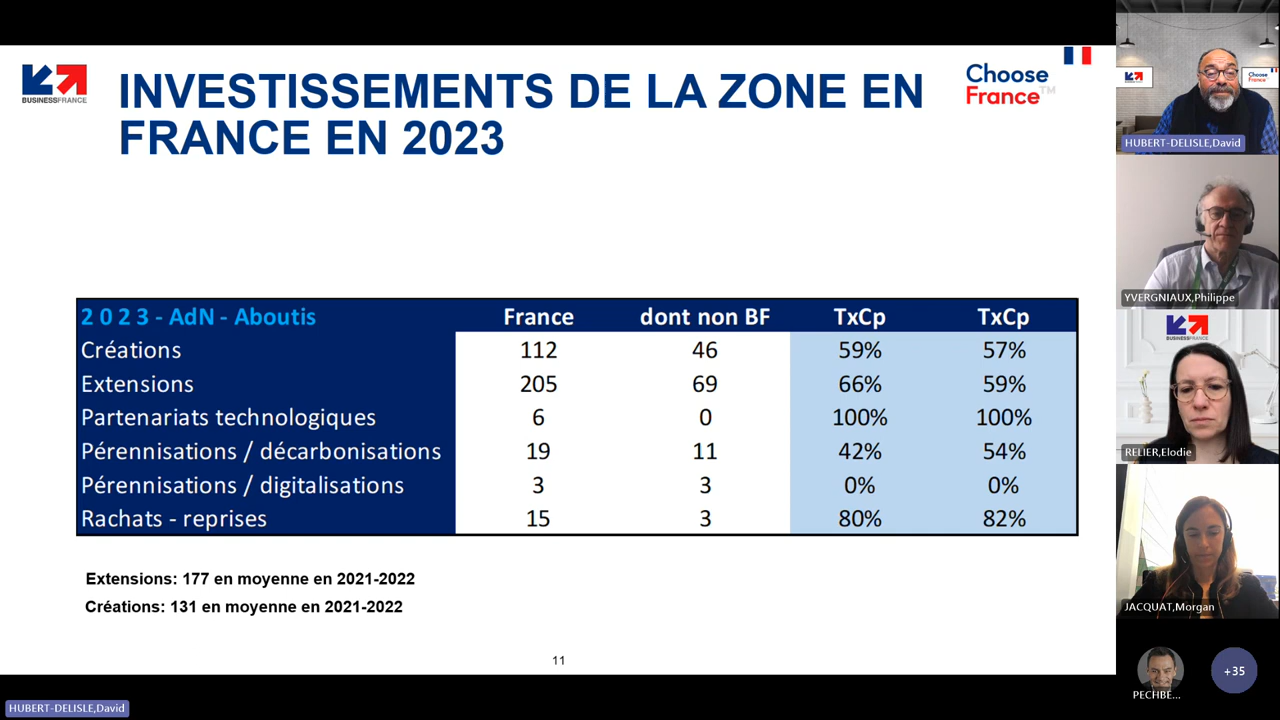 BUSINESSFRANCE
INVESTISSEMENTS DE LA ZONE EN
FRANCE EN 2023
Choose
France™
2 0 2 3 - AdN - Aboutis France dont non BF TxCp TxCp
Créations 112 46 59% 57%
Extensions 205 69 66% 59%
Partenariats technologiques 6 0 100% 100%
Pérennisations / décarbonisations 19 11 42% 54%
Pérennisations / digitalisations 3 3 0% 0%
Rachats - reprises 15 3 80% 82%
Extensions: 177 en moyenne en 2021-2022
Créations: 131 en moyenne en 2021-2022
11
HUBERT-DELISLE,David
Choose
France
HUBERT-DELISLE,David
YVERGNIAUX,Philippe
BUSINESSFRANCE
RELIER,Elodie
JACQUAT,Morgan
PECHBE...
+35